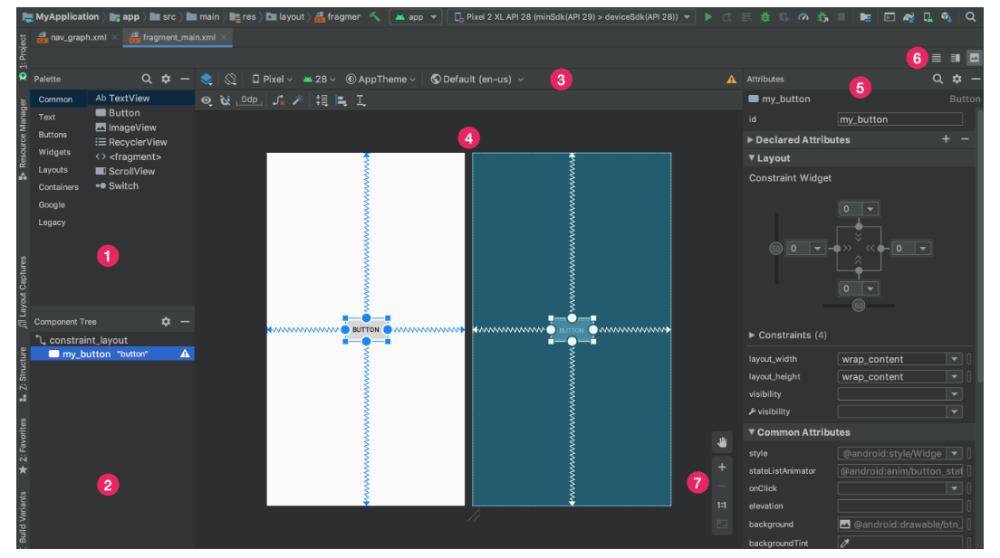 MyApplication app src main res layout fragmer app Pixel 2 XL API 28 (minSdk(API 29) > deviceSdk(API 28))
nav_graph.xml fragment_main.xml
6
1: Project
Resource Manager
Layout Captures
Z: Structure
2: Favorites
Build Variants
Palette
Common
Text
Buttons
Widgets
Layouts
Containers
Google
Legacy
Ab TextView
Button
ImageView
RecyclerView
<> <fragment>
ScrollView
Switch
1
Component Tree
constraint_layout
my_button "button"
2
Pixel 28 AppTheme Default (en-us)
3
0dp
4
BUTTON
BUTTON
7
1:1
Attributes
5
my_button Button
id my_button
Declared Attributes
Layout
Constraint Widget
0
50 0 0
0
50
Constraints (4)
layout_width wrap_content
layout_height wrap_content
visibility
visibility
Common Attributes
style @android:style/Widge
stateListAnimator @android:anim/button_stat
onClick
elevation
background @android:drawable/btn_
backgroundTint